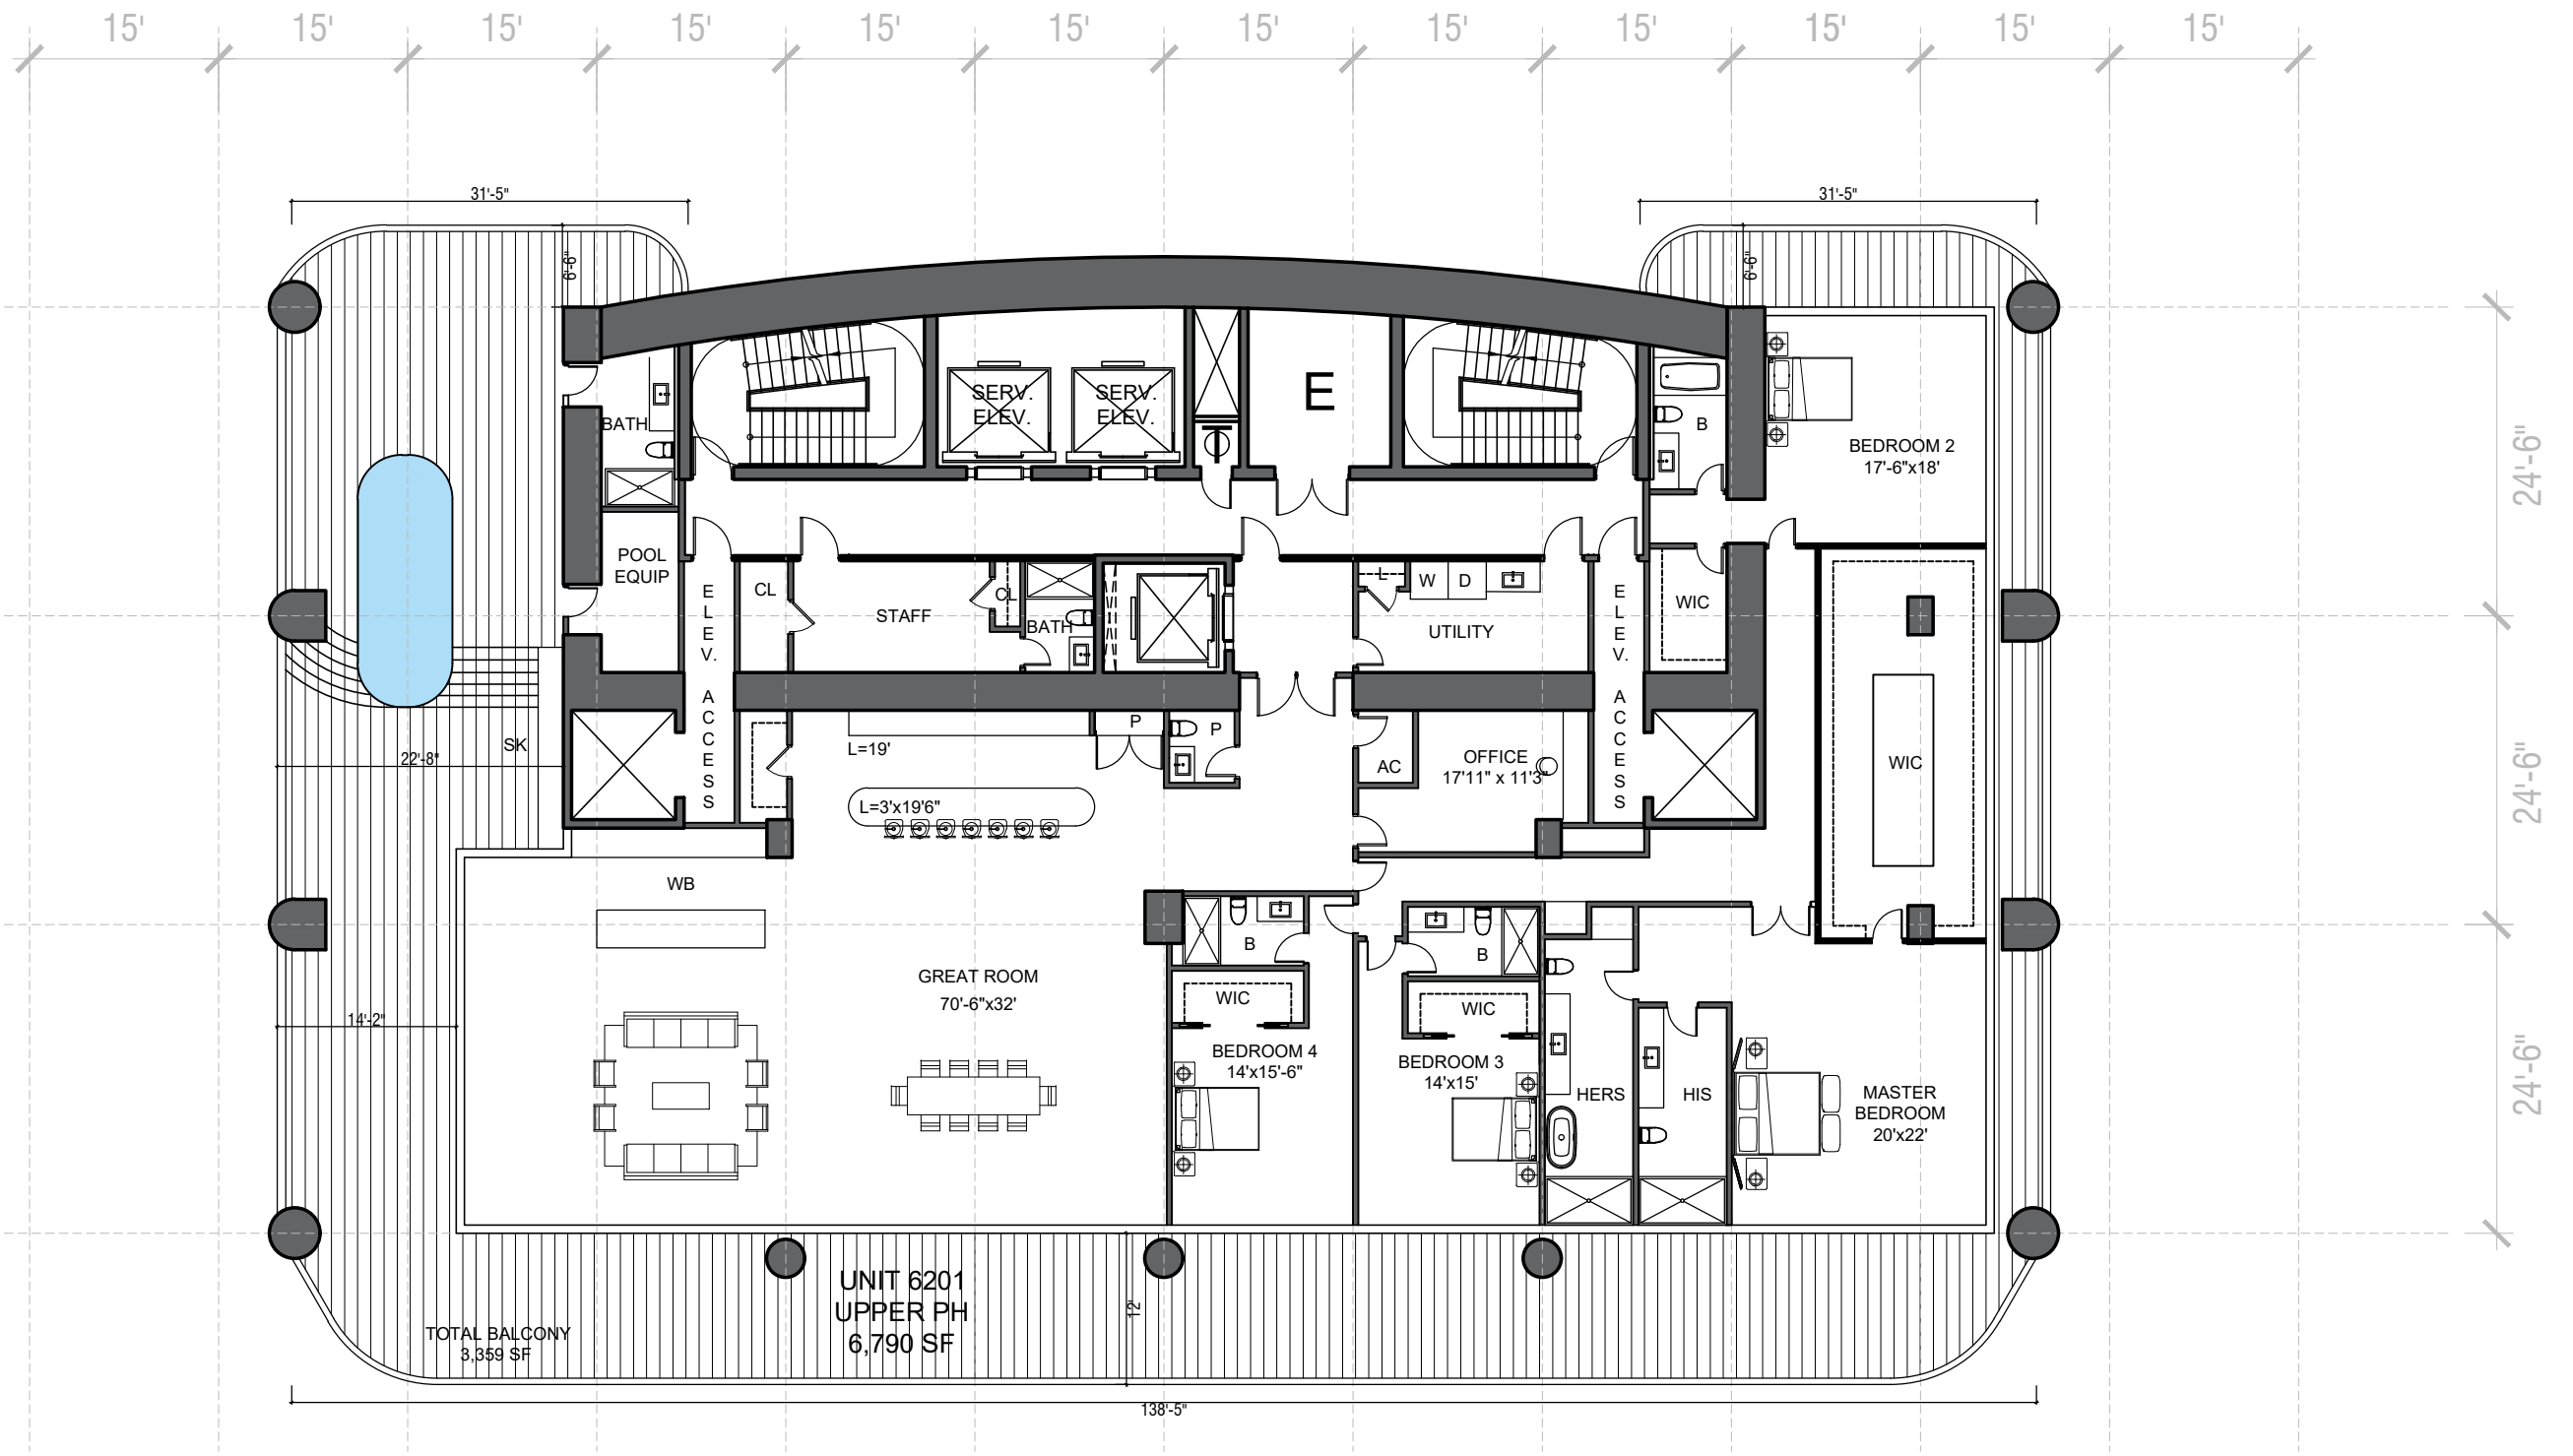 15' 15' 15' 15' 15' 15' 15' 15' 15' 15' 15' 15'
31'-5"
31'-5"
6'-6"
6'-6"
SERV.
ELEV.
SERV.
ELEV.
E
BATH
B
BEDROOM 2
17'-6"x18'
24'-6"
POOL
EQUIP
ELEV. ACCESS
CL
STAFF
CL
BATH
L
W
D
UTILITY
ELEV. ACCESS
WIC
SK
22'-8"
L=19'
P
P
AC
OFFICE
17'11" x 11'3"
WIC
24'-6"
L=3'x19'6"
WB
GREAT ROOM
70'-6"x32'
14'-2"
B
WIC
BEDROOM 4
14'x15'-6"
B
WIC
BEDROOM 3
14'x15'
HERS
HIS
MASTER
BEDROOM
20'x22'
24'-6"
UNIT 6201
UPPER PH
6,790 SF
12'
TOTAL BALCONY
3,359 SF
138'-5"